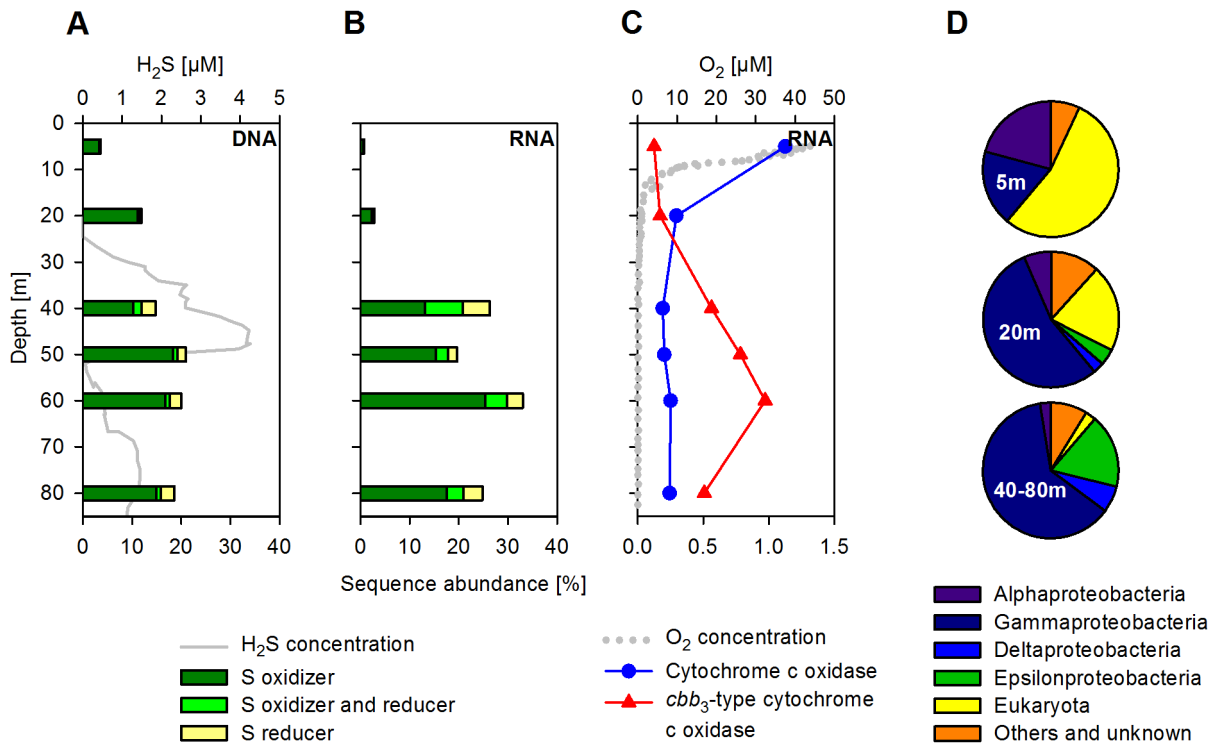 A B C D
H₂S [µM] O₂ [µM]
0 1 2 3 4 5 0 10 20 30 40 50
DNA RNA RNA
0
10
20
30
40
50
60
70
80
Depth [m]
5m
20m
40-80m
0 10 20 30 40 0 10 20 30 40 0.0 0.5 1.0 1.5
Sequence abundance [%]
H₂S concentration
S oxidizer
S oxidizer and reducer
S reducer
O₂ concentration
Cytochrome c oxidase
cbb₃-type cytochrome
c oxidase
Alphaproteobacteria
Gammaproteobacteria
Deltaproteobacteria
Epsilonproteobacteria
Eukaryota
Others and unknown